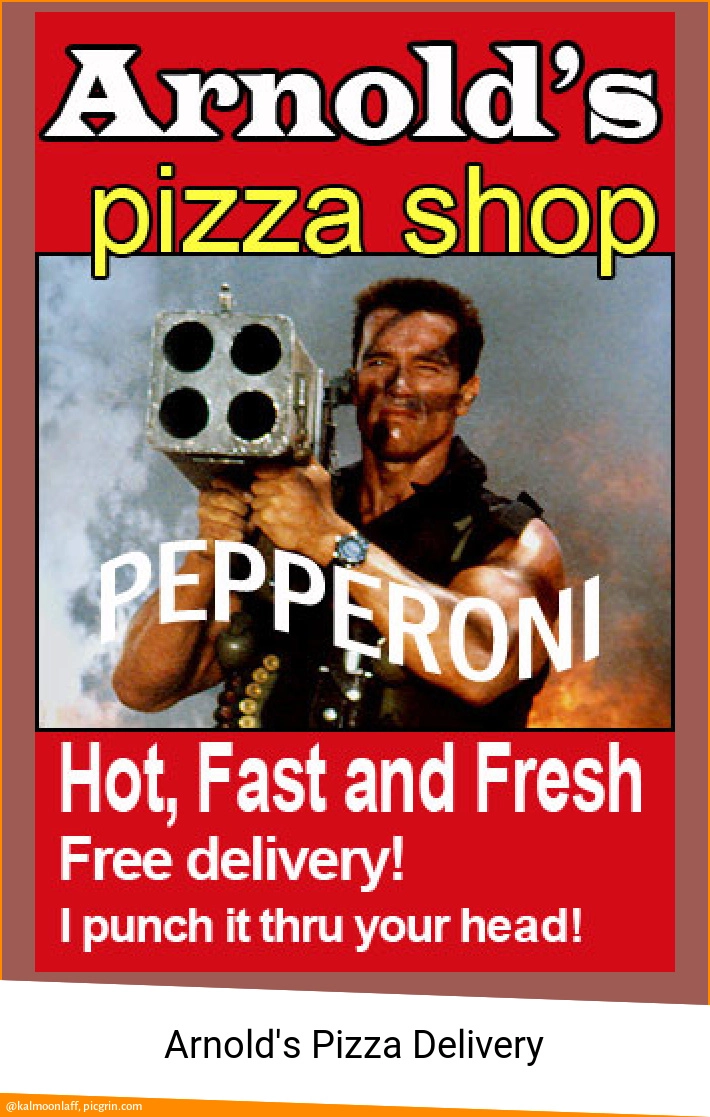 Arnold's
pizza shop
PEPPERONI
Hot, Fast and Fresh
Free delivery!
I punch it thru your head!
Arnold's Pizza Delivery
@kalmoonlaff, picgrin.com